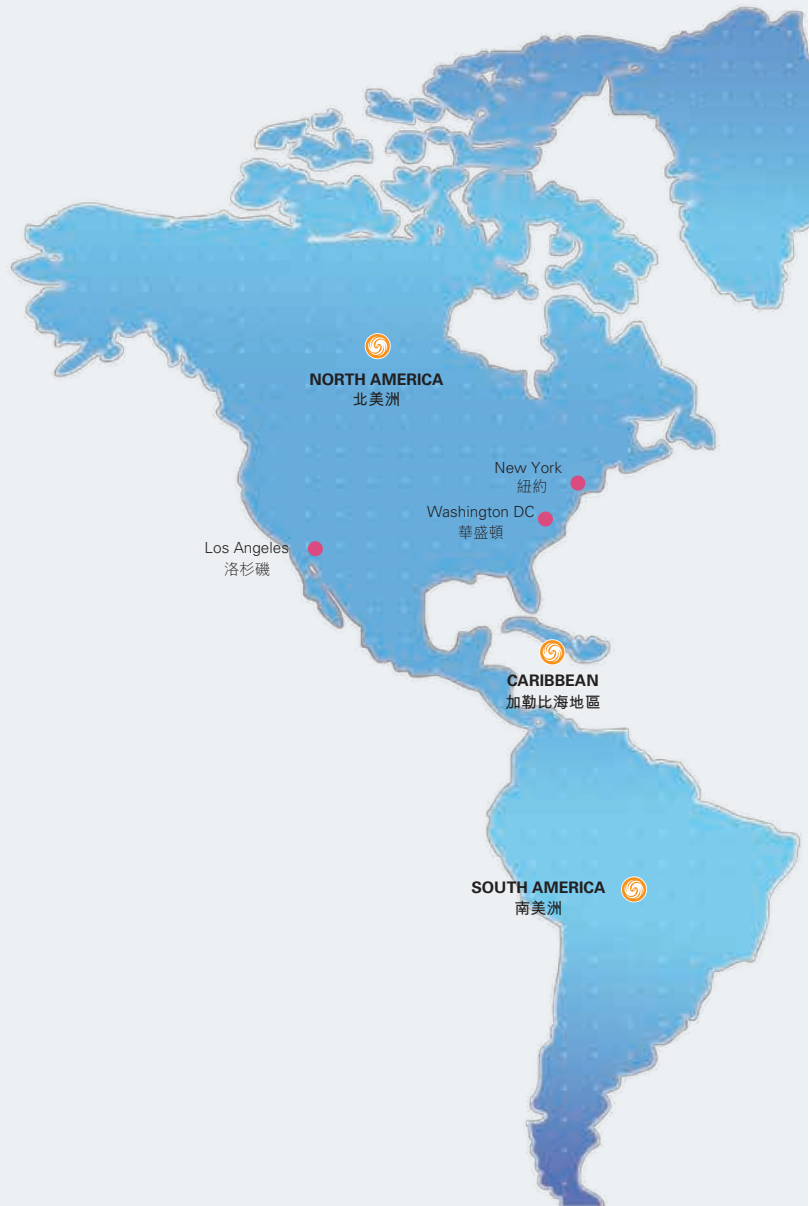 NORTH AMERICA
北美洲
New York
紐約
Washington DC
華盛頓
Los Angeles
洛杉磯
CARIBBEAN
加勒比海地區
SOUTH AMERICA
南美洲